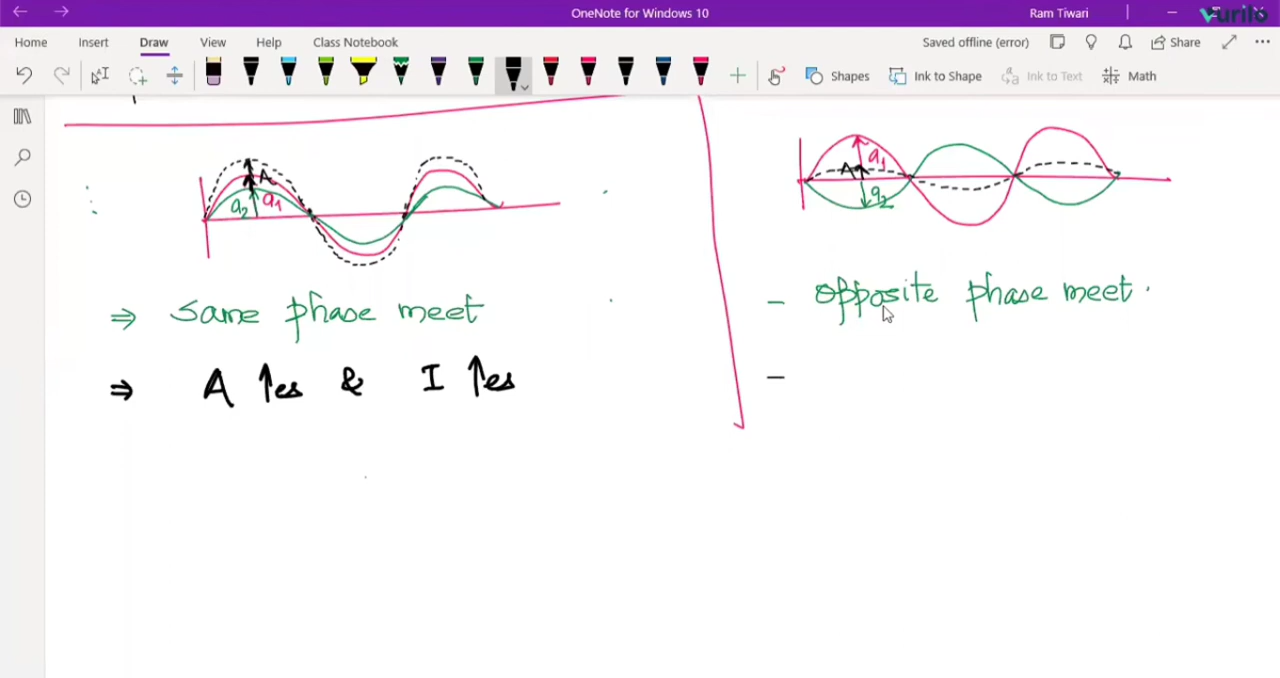 OneNote for Windows 10
Ram Tiwari
Vurilo
Home Insert Draw View Help Class Notebook
Saved offline (error) Share
Shapes Ink to Shape Ink to Text Math
A
a2 a1
⇒ Same phase meet
⇒ A ↑es & I ↑es
A a1
a2
- opposite phase meet.
-